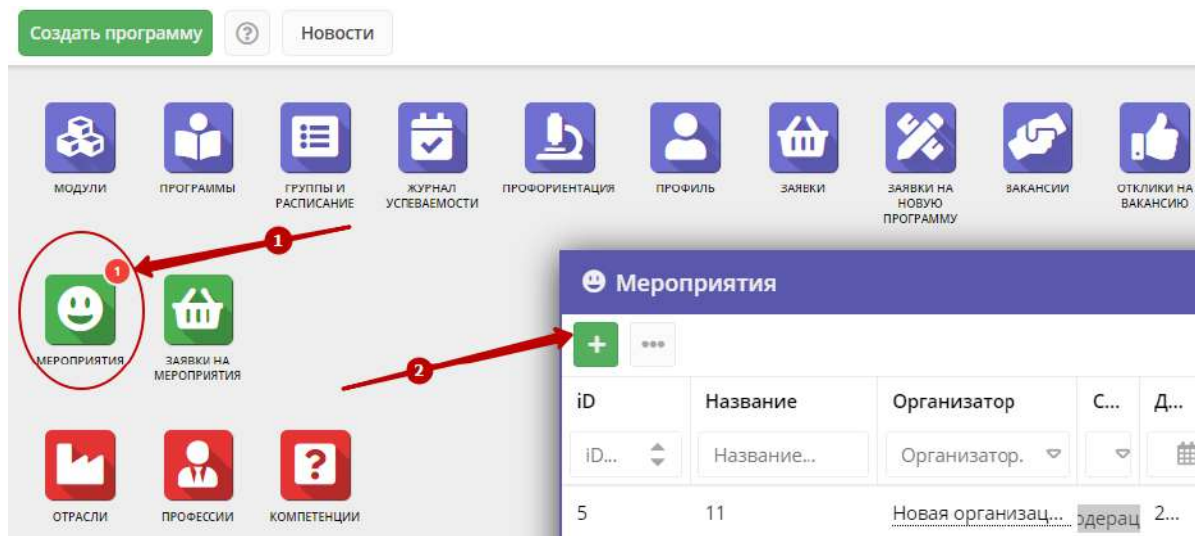 Создать программу ? Новости
МОДУЛИ ПРОГРАММЫ ГРУППЫ И РАСПИСАНИЕ ЖУРНАЛ УСПЕВАЕМОСТИ ПРОФОРИЕНТАЦИЯ ПРОФИЛЬ ЗАЯВКИ ЗАЯВКИ НА НОВУЮ ПРОГРАММУ ВАКАНСИИ ОТКЛИКИ НА ВАКАНСИЮ
1
1
МЕРОПРИЯТИЯ ЗАЯВКИ НА МЕРОПРИЯТИЯ
2
ОТРАСЛИ ПРОФЕССИИ КОМПЕТЕНЦИИ
Мероприятия
+ •••
iD Название Организатор С... Д...
iD... Название... Организатор.
5 11 Новая организац... одерац 2...